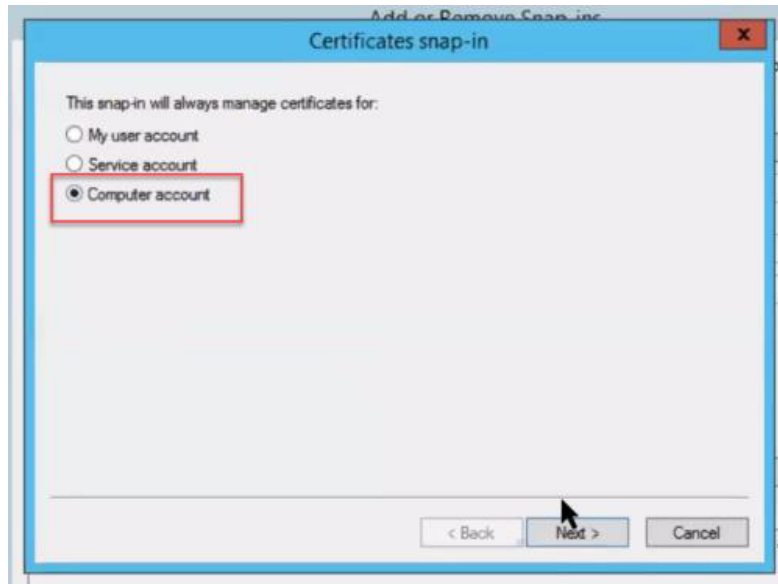 Add or Remove Snap-ins
Certificates snap-in
x
This snap-in will always manage certificates for:
My user account
Service account
Computer account
< Back
Next >
Cancel